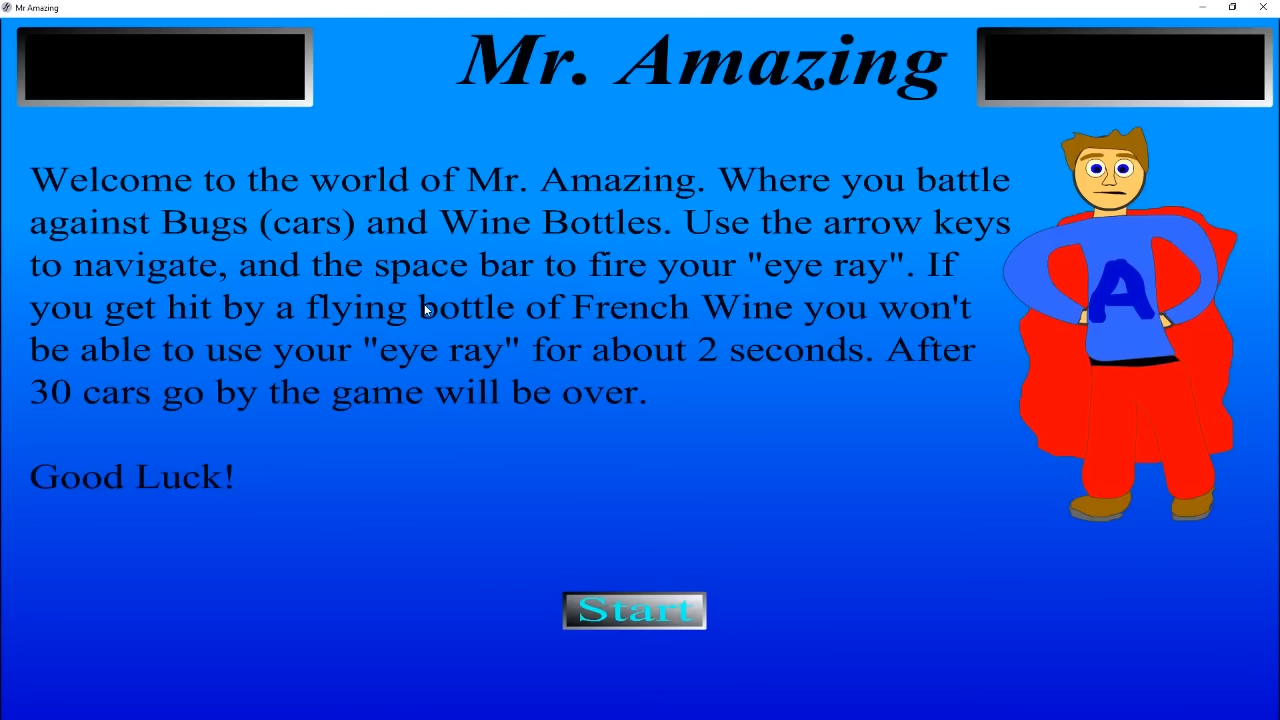 Mr Amazing
Mr. Amazing
Welcome to the world of Mr. Amazing. Where you battle
against Bugs (cars) and Wine Bottles. Use the arrow keys
to navigate, and the space bar to fire your "eye ray". If
you get hit by a flying bottle of French Wine you won't
be able to use your "eye ray" for about 2 seconds. After
30 cars go by the game will be over.
Good Luck!
A
Start